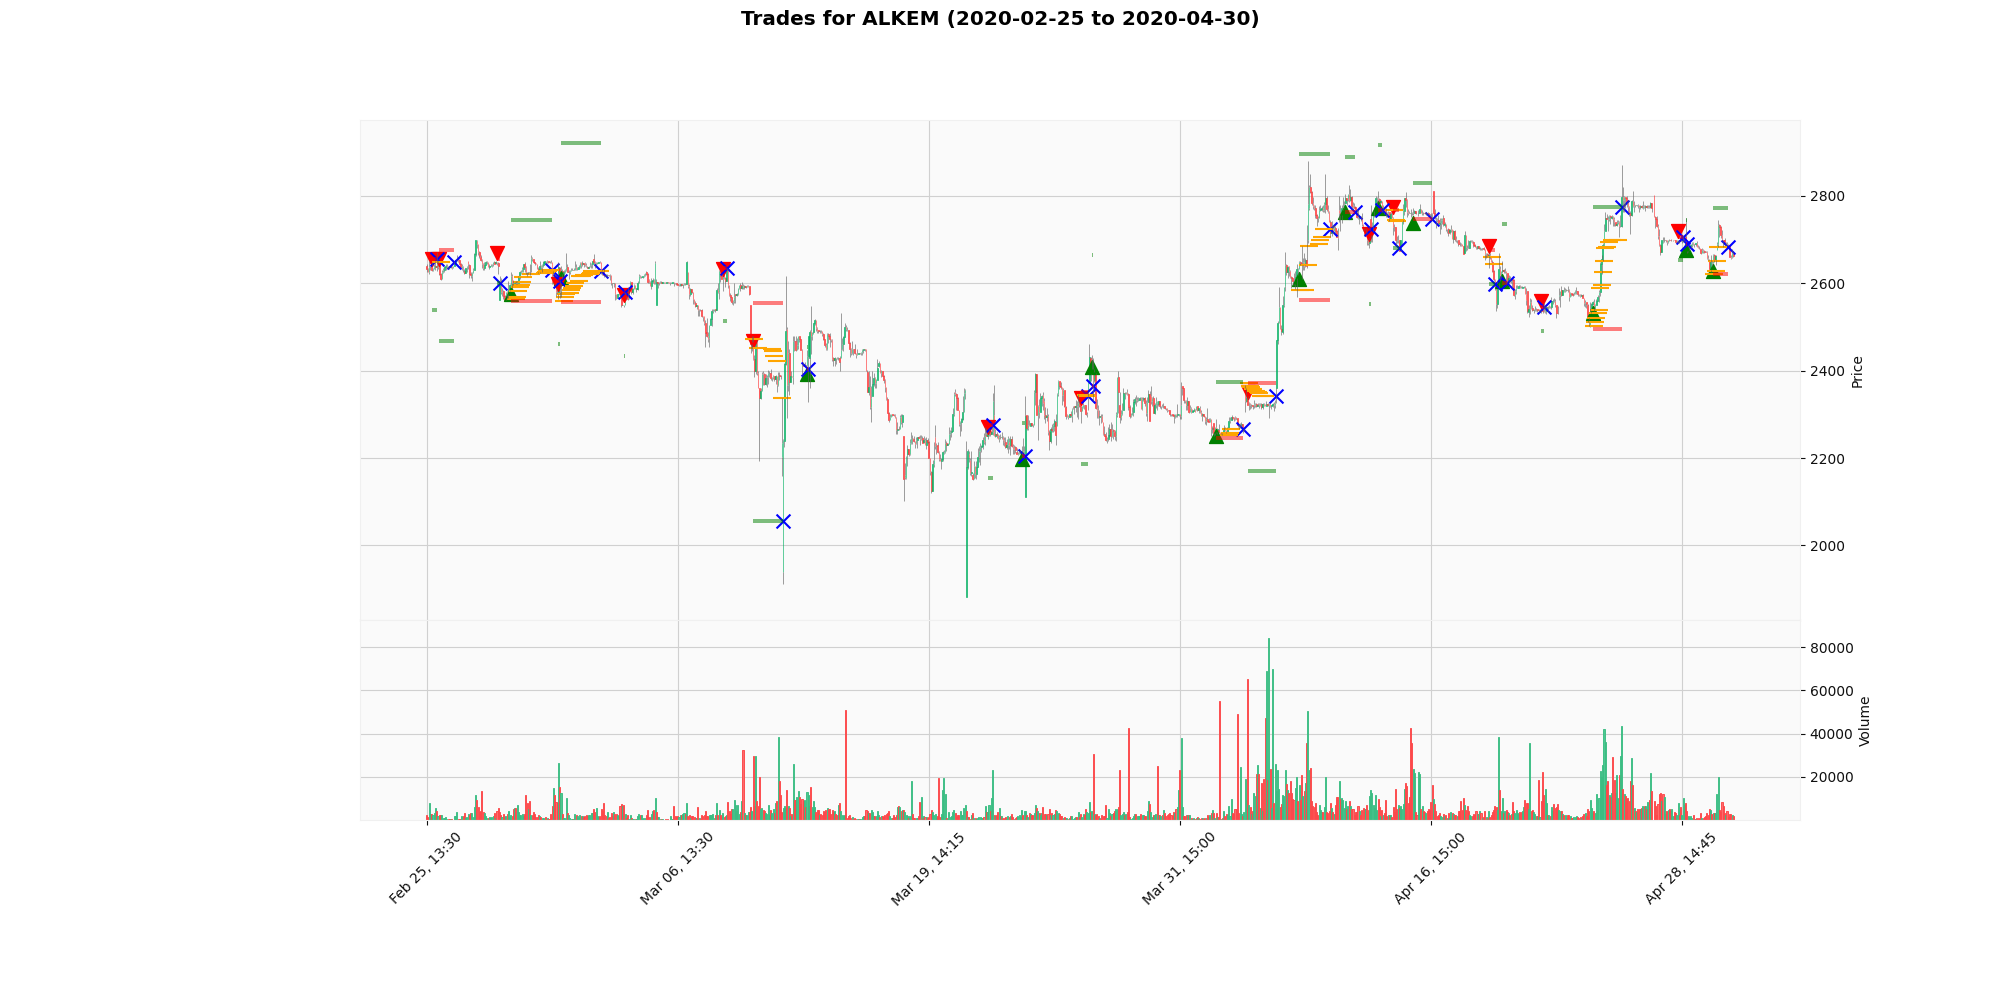 Trades for ALKEM (2020-02-25 to 2020-04-30)
2800
2600
2400
2200
2000
Price
80000
60000
40000
20000
Volume
Feb 25, 13:30
Mar 06, 13:30
Mar 19, 14:15
Mar 31, 15:00
Apr 16, 15:00
Apr 28, 14:45